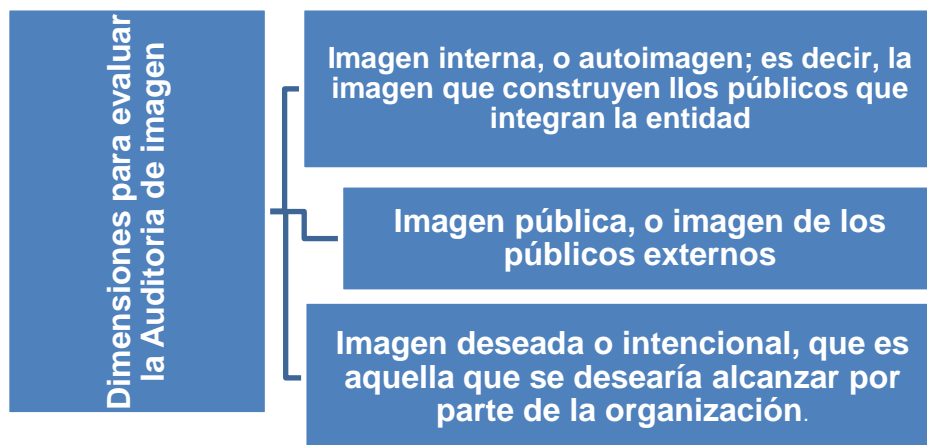 Dimensiones para evaluar
la Auditoria de imagen
Imagen interna, o autoimagen; es decir, la
imagen que construyen llos públicos que
integran la entidad
Imagen pública, o imagen de los
públicos externos
Imagen deseada o intencional, que es
aquella que se desearía alcanzar por
parte de la organización.